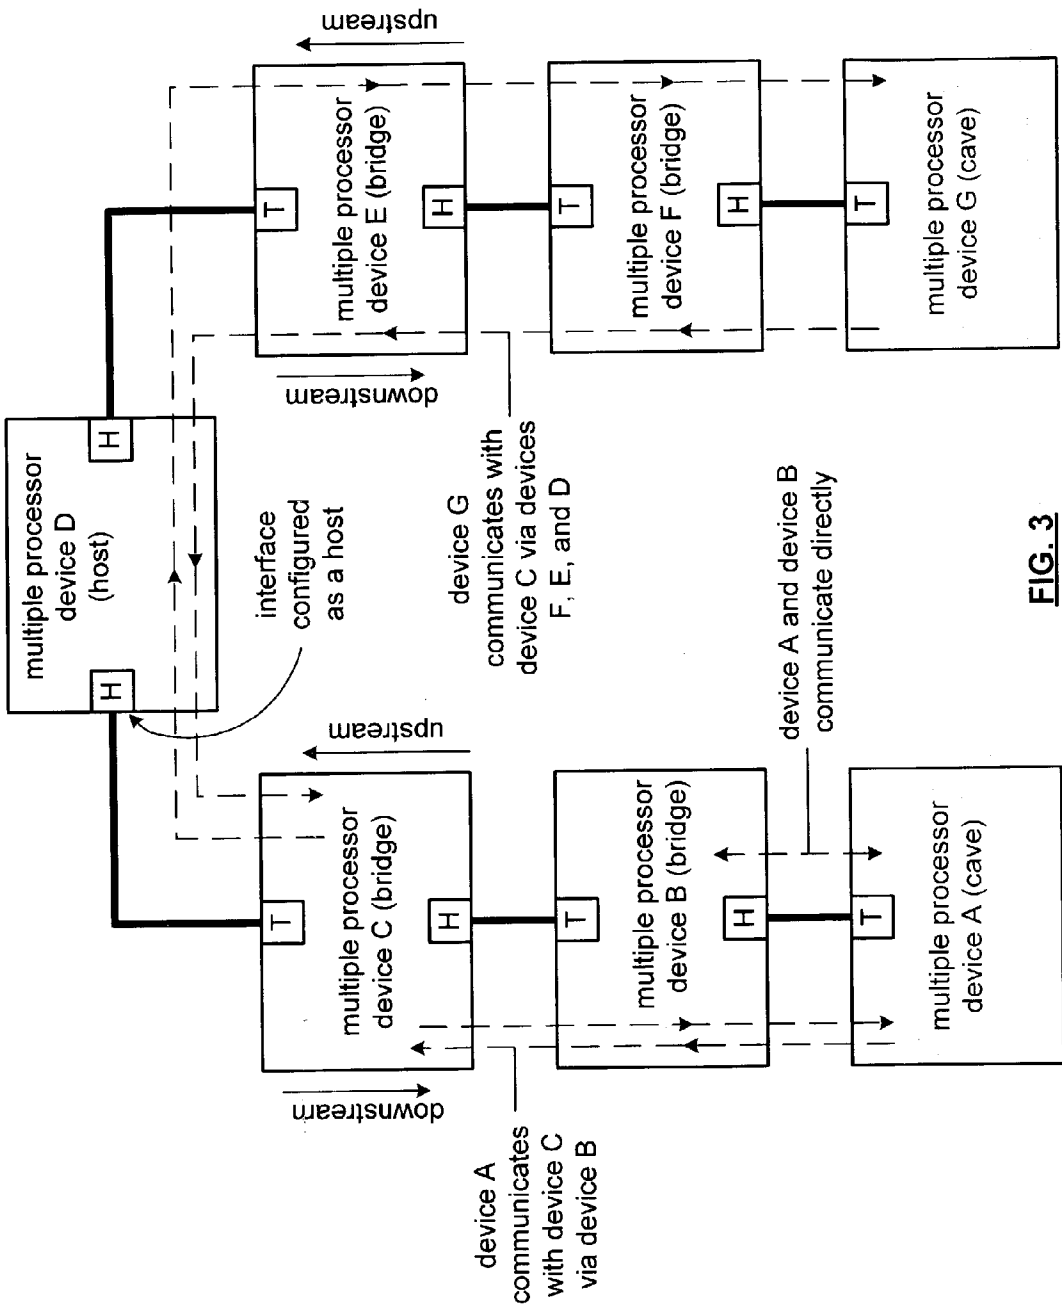 multiple processor
device D
(host)
H
H
interface
configured
as a host
upstream
downstream
T
multiple processor
device C (bridge)
H
T
multiple processor
device B (bridge)
H
T
multiple processor
device A (cave)
device A
communicates
with device C
via device B
device A and device B
communicate directly
upstream
downstream
T
multiple processor
device E (bridge)
H
T
multiple processor
device F (bridge)
H
T
multiple processor
device G (cave)
device G
communicates with
device C via devices
F, E, and D
FIG. 3